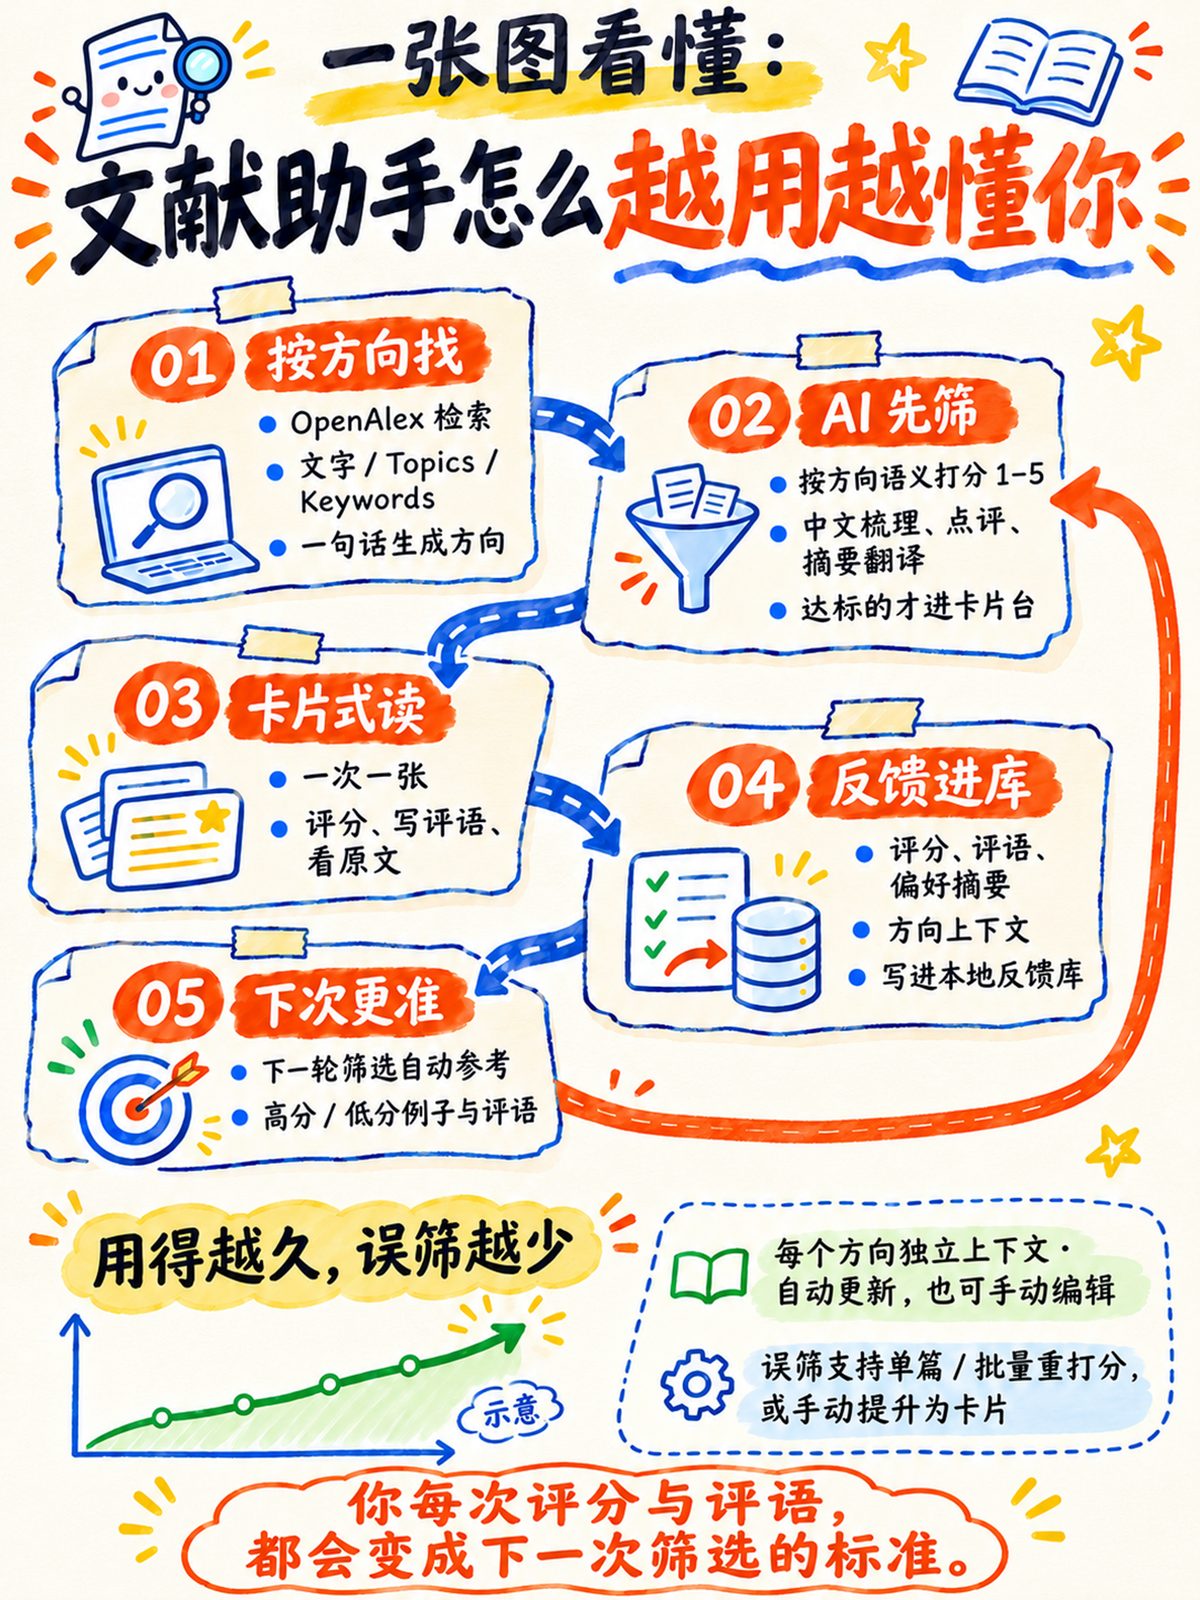 一张图看懂：
文献助手怎么越用越懂你
01 按方向找
OpenAlex 检索
文字 / Topics /
Keywords
一句话生成方向
02 AI 先筛
按方向语义打分 1-5
中文梳理、点评、
摘要翻译
达标的才进卡片台
03 卡片式读
一次一张
评分、写评语、
看原文
04 反馈进库
评分、评语、
偏好摘要
方向上下文
写进本地反馈库
05 下次更准
下一轮筛选自动参考
高分 / 低分例子与评语
用得越久，误筛越少
示意
每个方向独立上下文·
自动更新，也可手动编辑
误筛支持单篇 / 批量重打分，
或手动提升为卡片
你每次评分与评语，
都会变成下一次筛选的标准。